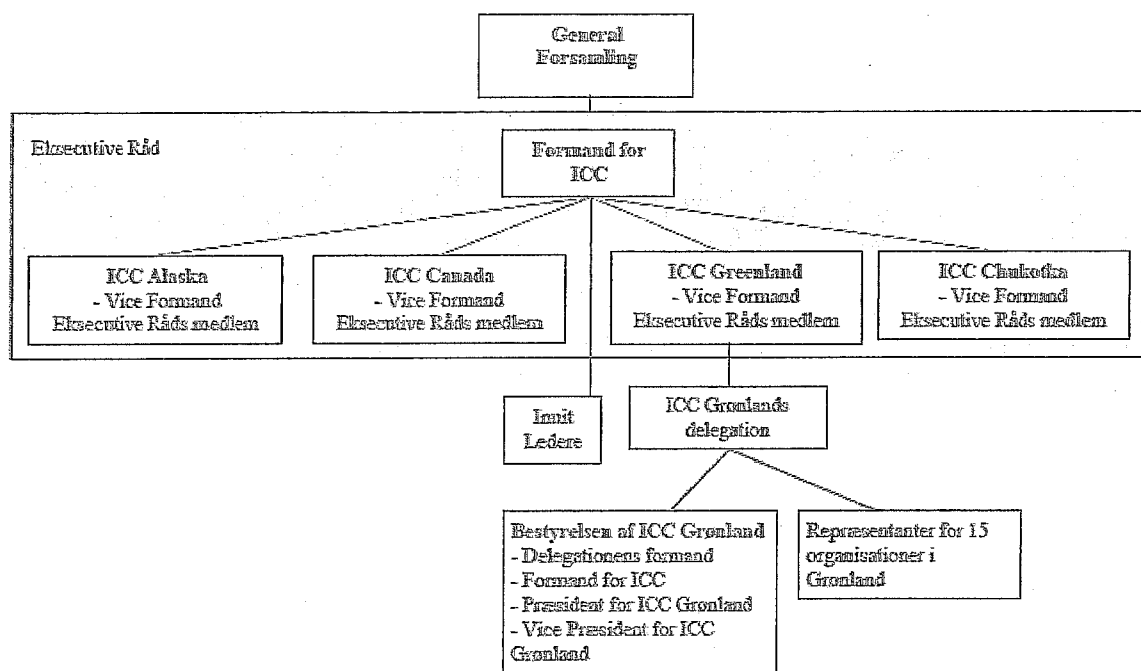 General
Forsamling
Eksecutive Råd
Formand for
ICC
ICC Alaska
- Vice Formand
Eksecutive Råds medlem
ICC Canada
- Vice Formand
Eksecutive Råds medlem
ICC Greenland
- Vice Formand
Eksecutive Råds medlem
ICC Chukotka
- Vice Formand
Eksecutive Råds medlem
Inuit
Ledere
ICC Grønlands
delegation
Bestyrelsen af ICC Grønland
- Delegationens formand
- Formand for ICC
- Præsident for ICC Grønland
- Vice Præsident for ICC
Grønland
Repræsentanter for 15
organisationer i
Grønland